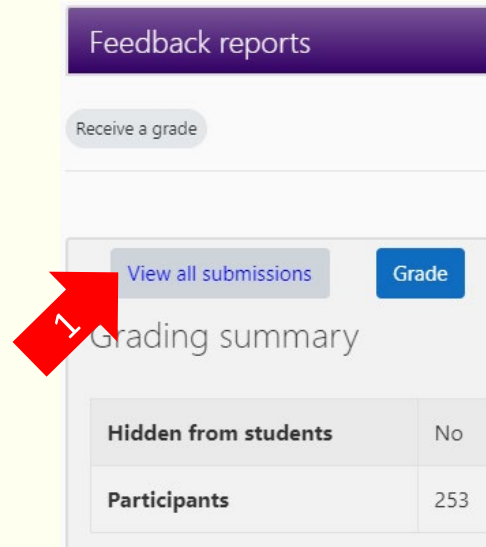 Feedback reports
Receive a grade
View all submissions Grade
1
Grading summary
Hidden from students No
Participants 253